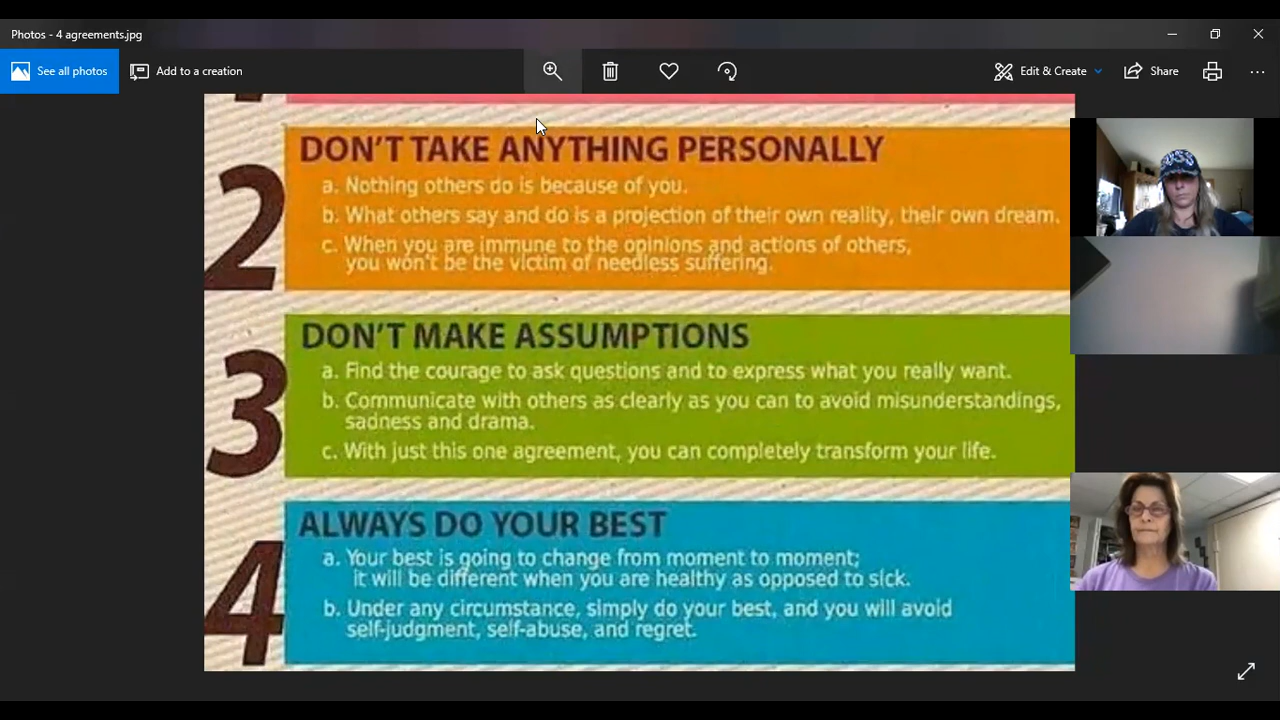 Photos - 4 agreements.jpg
See all photos
Add to a creation
Edit & Create
Share
2
DON'T TAKE ANYTHING PERSONALLY
a. Nothing others do is because of you.
b. What others say and do is a projection of their own reality, their own dream.
c. When you are immune to the opinions and actions of others,
you won't be the victim of needless suffering.
3
DON'T MAKE ASSUMPTIONS
a. Find the courage to ask questions and to express what you really want.
b. Communicate with others as clearly as you can to avoid misunderstandings,
sadness and drama.
c. With just this one agreement, you can completely transform your life.
4
ALWAYS DO YOUR BEST
a. Your best is going to change from moment to moment;
it will be different when you are healthy as opposed to sick.
b. Under any circumstance, simply do your best, and you will avoid
self-judgment, self-abuse, and regret.